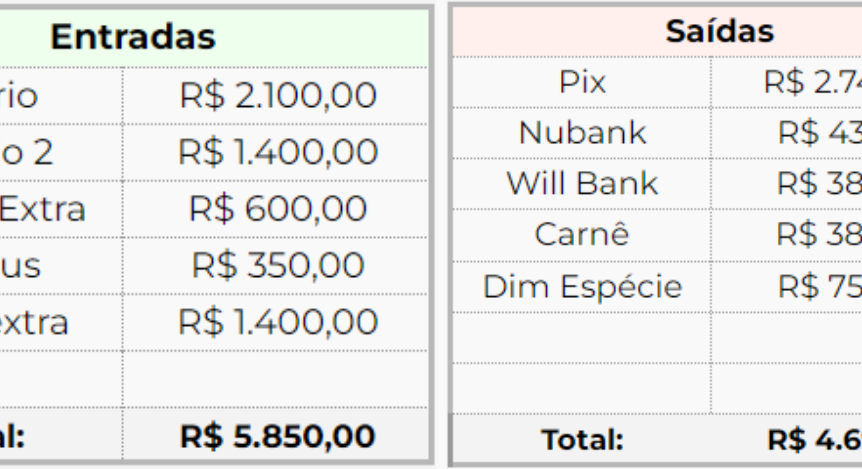 Entradas
rio R$ 2.100,00
o 2 R$ 1.400,00
Extra R$ 600,00
us R$ 350,00
extra R$ 1.400,00
al: R$ 5.850,00
Saídas
Pix R$ 2.74
Nubank R$ 43
Will Bank R$ 38
Carnê R$ 38
Dim Espécie R$ 75
Total: R$ 4.6